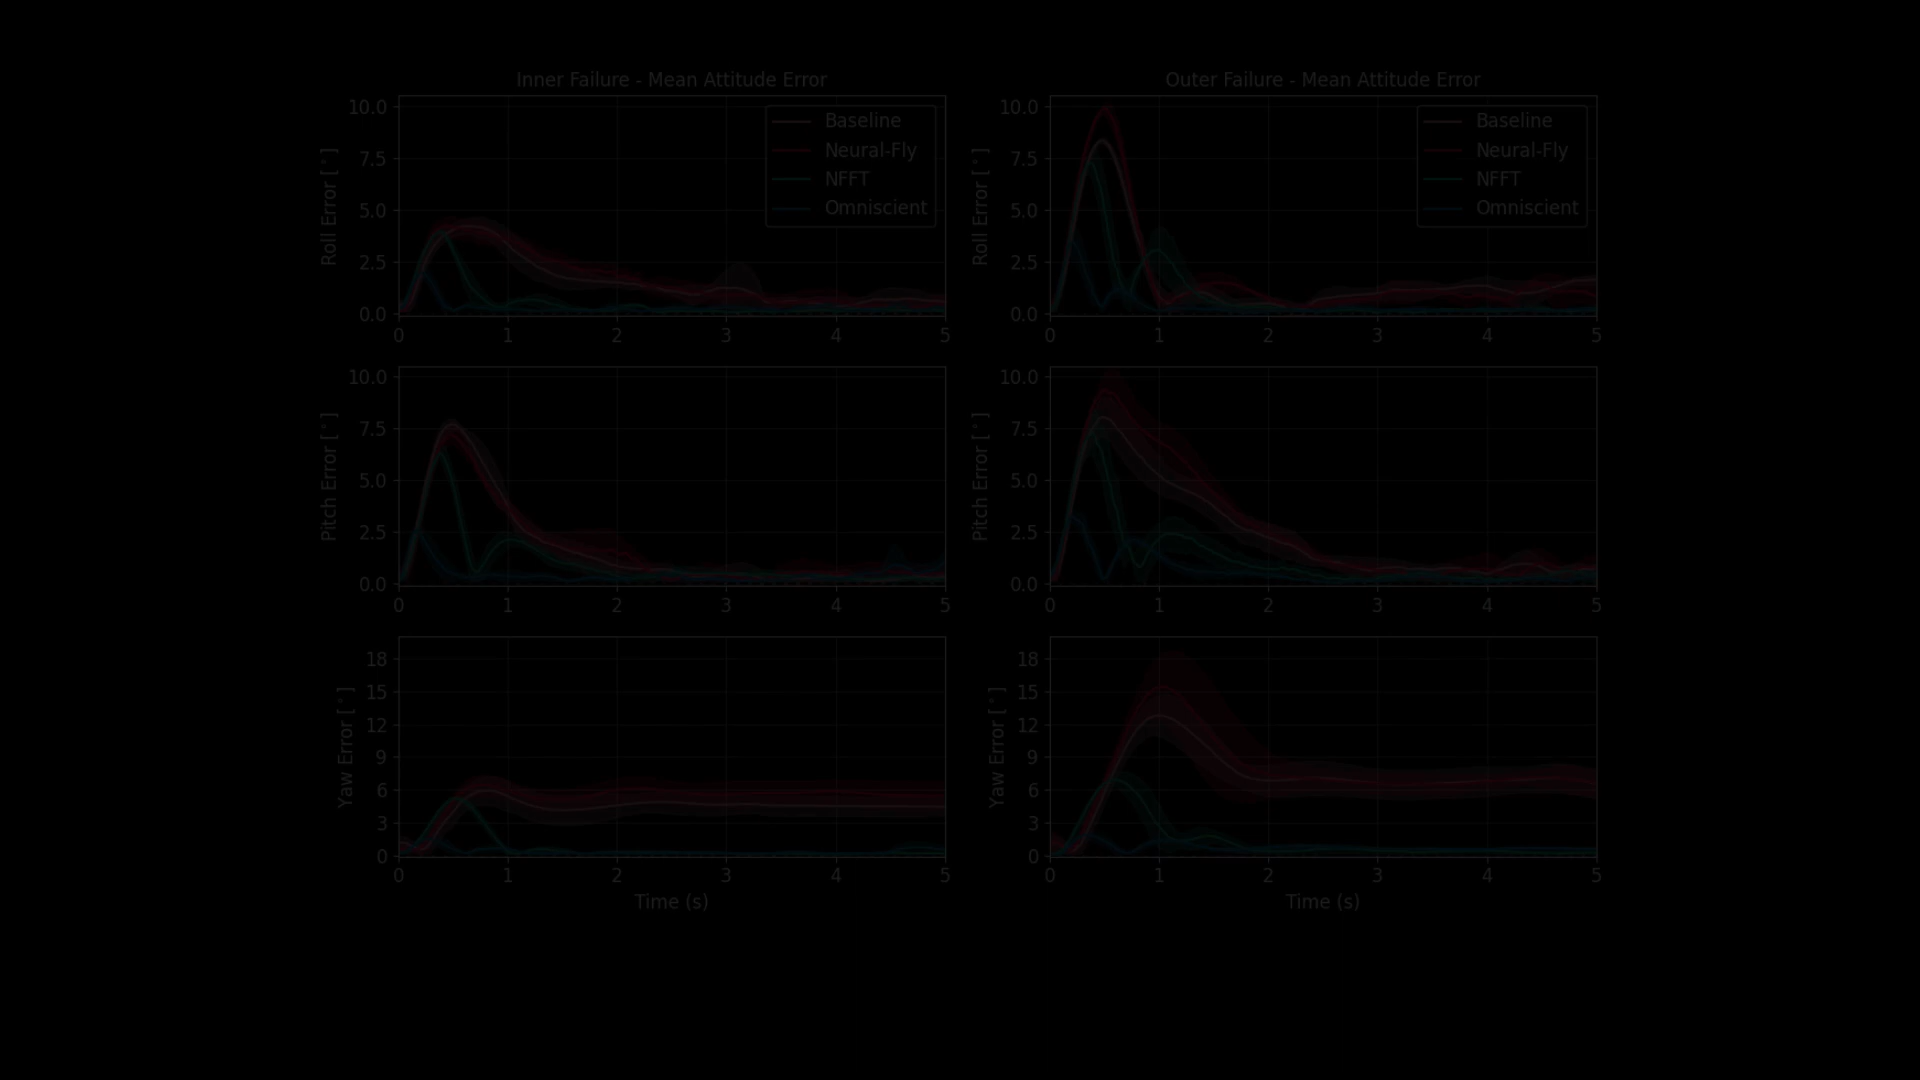 Inner Failure - Mean Attitude Error
Roll Error [°]
10.0
7.5
5.0
2.5
0.0
Baseline
Neural-Fly
NFFT
Omniscient
0 1 2 3 4 5
Outer Failure - Mean Attitude Error
Roll Error [°]
10.0
7.5
5.0
2.5
0.0
Baseline
Neural-Fly
NFFT
Omniscient
0 1 2 3 4 5
Pitch Error [°]
10.0
7.5
5.0
2.5
0.0
0 1 2 3 4 5
Pitch Error [°]
10.0
7.5
5.0
2.5
0.0
0 1 2 3 4 5
Yaw Error [°]
18
15
12
9
6
3
0
0 1 2 3 4 5
Time (s)
Yaw Error [°]
18
15
12
9
6
3
0
0 1 2 3 4 5
Time (s)